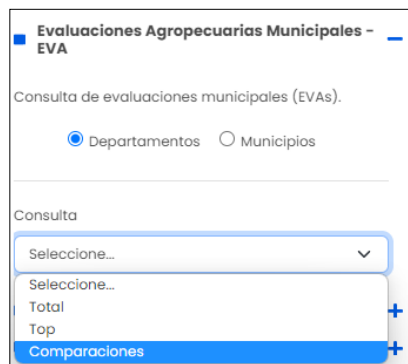 Evaluaciones Agropecuarias Municipales -
EVA
Consulta de evaluaciones municipales (EVAs).
Departamentos Municipios
Consulta
Seleccione...
Seleccione...
Total
Top
Comparaciones